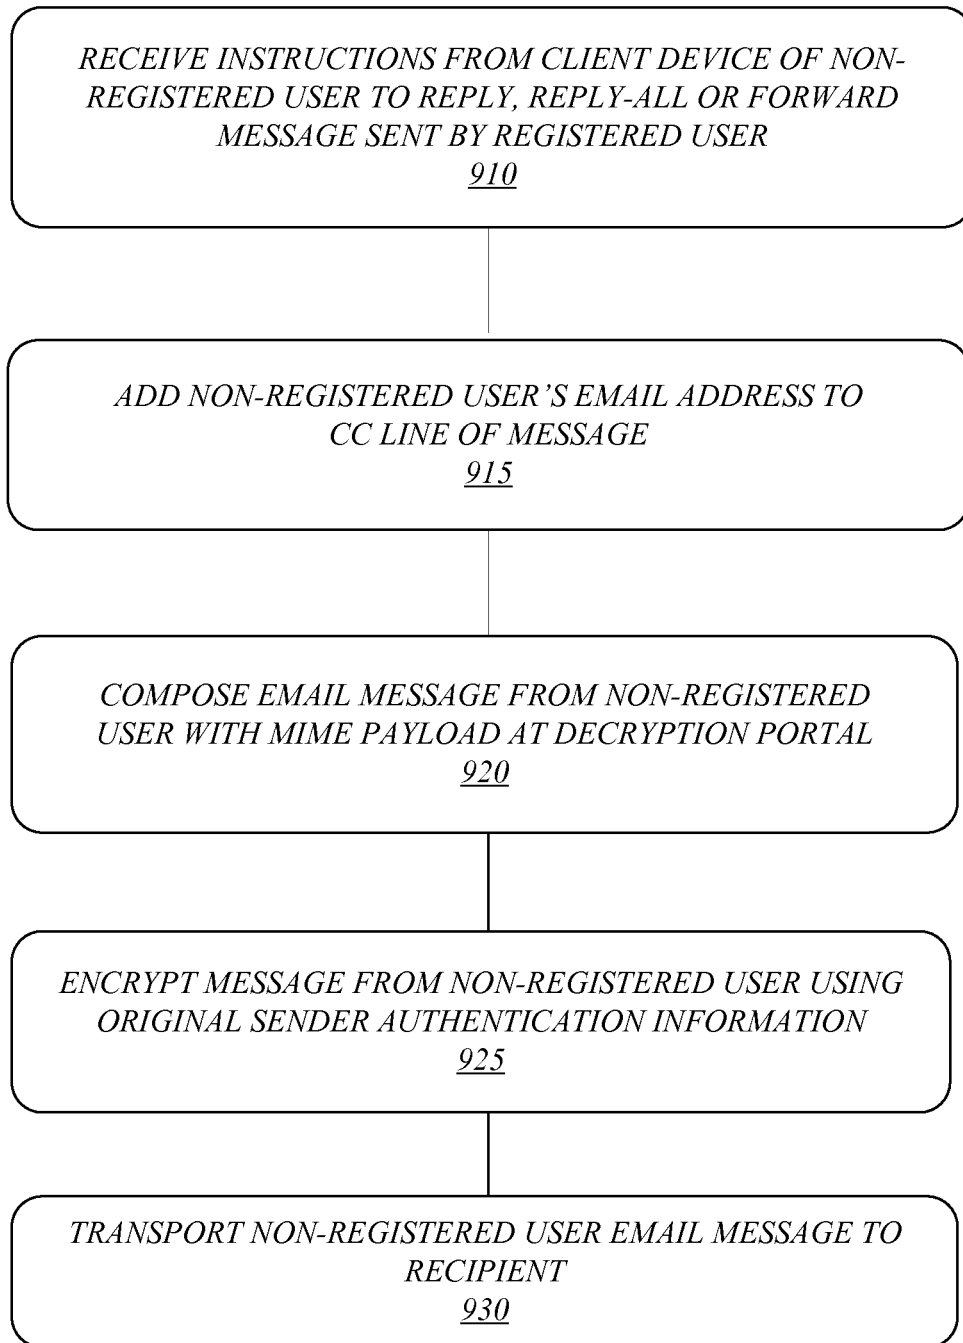 RECEIVE INSTRUCTIONS FROM CLIENT DEVICE OF NON-
REGISTERED USER TO REPLY, REPLY-ALL OR FORWARD
MESSAGE SENT BY REGISTERED USER
910
ADD NON-REGISTERED USER’S EMAIL ADDRESS TO
CC LINE OF MESSAGE
915
COMPOSE EMAIL MESSAGE FROM NON-REGISTERED
USER WITH MIME PAYLOAD AT DECRYPTION PORTAL
920
ENCRYPT MESSAGE FROM NON-REGISTERED USER USING
ORIGINAL SENDER AUTHENTICATION INFORMATION
925
TRANSPORT NON-REGISTERED USER EMAIL MESSAGE TO
RECIPIENT
930